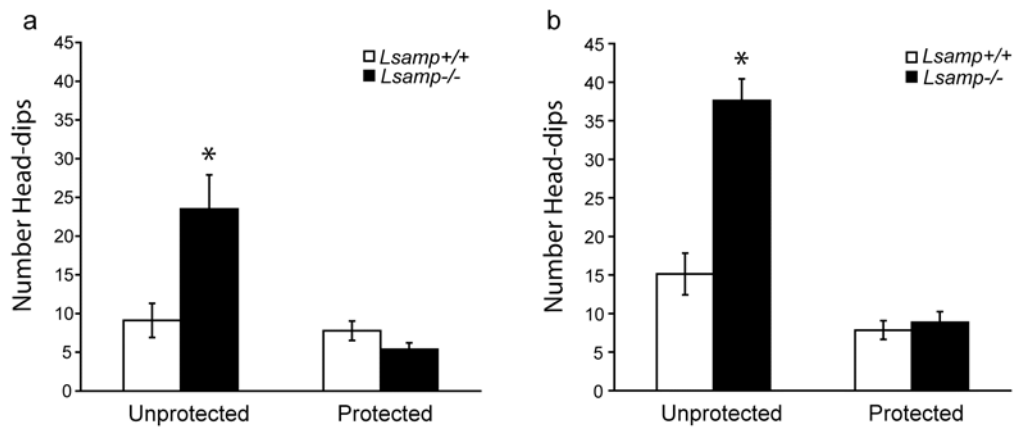 a
45
40
35
30
25
20
15
10
5
0
Number Head-dips
Lsamp+/+
Lsamp-/-
*
Unprotected Protected
b
45
40
35
30
25
20
15
10
5
0
Number Head-dips
Lsamp+/+
Lsamp-/-
*
Unprotected Protected